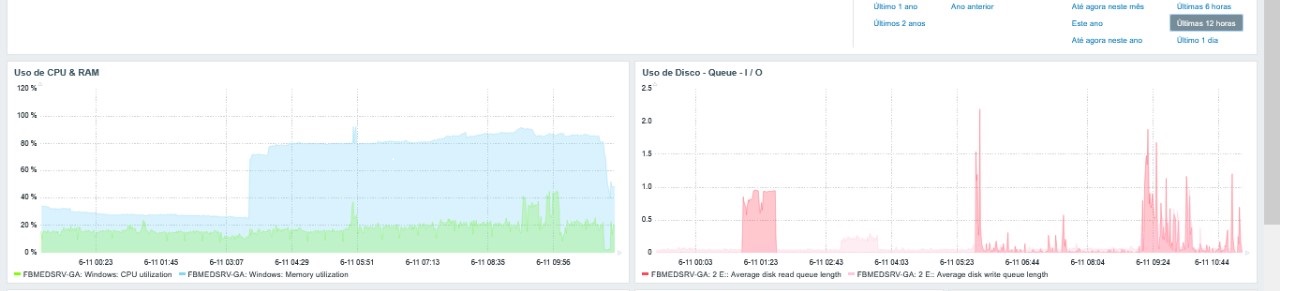 Último 1 ano Ano anterior Até agora neste mês Últimas 6 horas
Últimos 2 anos Este ano Últimas 12 horas
Até agora neste ano Último 1 dia
Uso de CPU & RAM
120 %
100 %
80 %
60 %
40 %
20 %
0 %
6-11 00:23 6-11 01:45 6-11 03:07 6-11 04:29 6-11 05:51 6-11 07:13 6-11 08:35 6-11 09:56
FBMEDSRV-GA: Windows: CPU utilization FBMEDSRV-GA: Windows: Memory utilization
Uso de Disco - Queue - I / O
2.5
2.0
1.5
1.0
0.5
0
6-11 00:03 6-11 01:23 6-11 02:43 6-11 04:03 6-11 05:23 6-11 06:44 6-11 08:04 6-11 09:24 6-11 10:44
FBMEDSRV-GA: 2 E:: Average disk read queue length FBMEDSRV-GA: 2 E:: Average disk write queue length